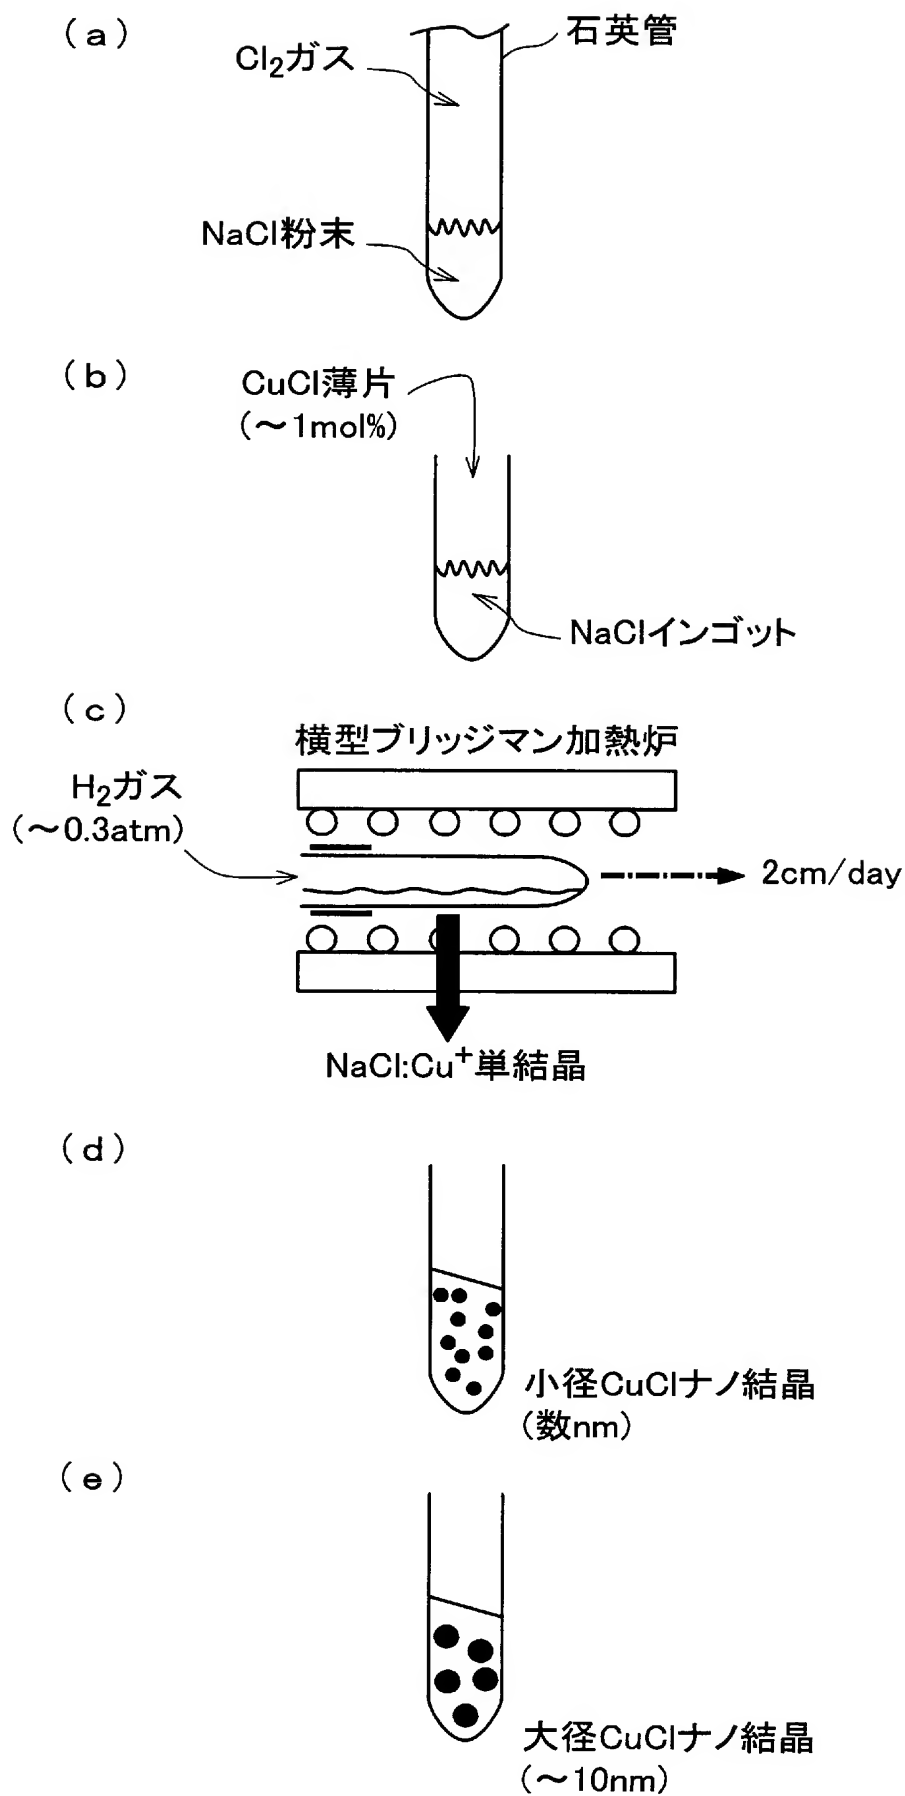 (a)
石英管
Cl2ガス
NaCl粉末
(b)
CuCl薄片
(～1mol%)
NaClインゴット
(c)
横型ブリッジマン加熱炉
H2ガス
(～0.3atm)
2cm/day
NaCl:Cu+単結晶
(d)
小径CuClナノ結晶
(数nm)
(e)
大径CuClナノ結晶
(～10nm)